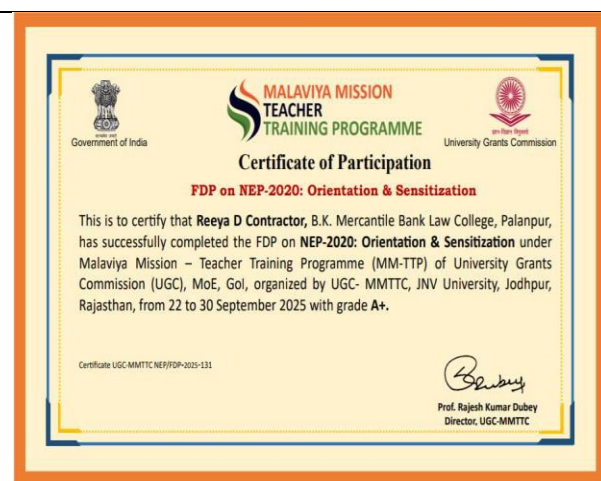 MALAVIYA MISSION
TEACHER
TRAINING PROGRAMME
Government of India
University Grants Commission
Certificate of Participation
FDP on NEP-2020: Orientation & Sensitization
This is to certify that Reeya D Contractor, B.K. Mercantile Bank Law College, Palanpur,
has successfully completed the FDP on NEP-2020: Orientation & Sensitization under
Malaviya Mission – Teacher Training Programme (MM-TTP) of University Grants
Commission (UGC), MoE, GoI, organized by UGC- MMTTC, JNV University, Jodhpur,
Rajasthan, from 22 to 30 September 2025 with grade A+.
Certificate UGC-MMTTC NEP/FDP-2025-131
Prof. Rajesh Kumar Dubey
Director, UGC-MMTTC